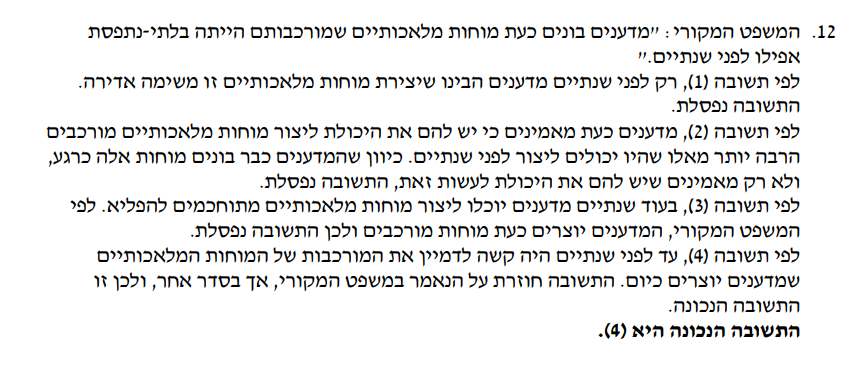 12. המשפט המקורי: "מדענים בונים כעת מוחות מלאכותיים שמורכבותם הייתה בלתי-נתפסת
אפילו לפני שנתיים."
לפי תשובה (1), רק לפני שנתיים מדענים הבינו שיצירת מוחות מלאכותיים זו משימה אדירה.
התשובה נפסלת.
לפי תשובה (2), מדענים כעת מאמינים כי יש להם את היכולת ליצור מוחות מלאכותיים מורכבים
הרבה יותר מאלו שהיו יכולים ליצור לפני שנתיים. כיוון שהמדענים כבר בונים מוחות אלה כרגע,
ולא רק מאמינים שיש להם את היכולת לעשות זאת, התשובה נפסלת.
לפי תשובה (3), בעוד שנתיים מדענים יוכלו ליצור מוחות מלאכותיים מתוחכמים להפליא. לפי
המשפט המקורי, המדענים יוצרים כעת מוחות מורכבים ולכן התשובה נפסלת.
לפי תשובה (4), עד לפני שנתיים היה קשה לדמיין את המורכבות של המוחות המלאכותיים
שמדענים יוצרים כיום. התשובה חוזרת על הנאמר במשפט המקורי, אך בסדר אחר, ולכן זו
התשובה הנכונה.
התשובה הנכונה היא (4).